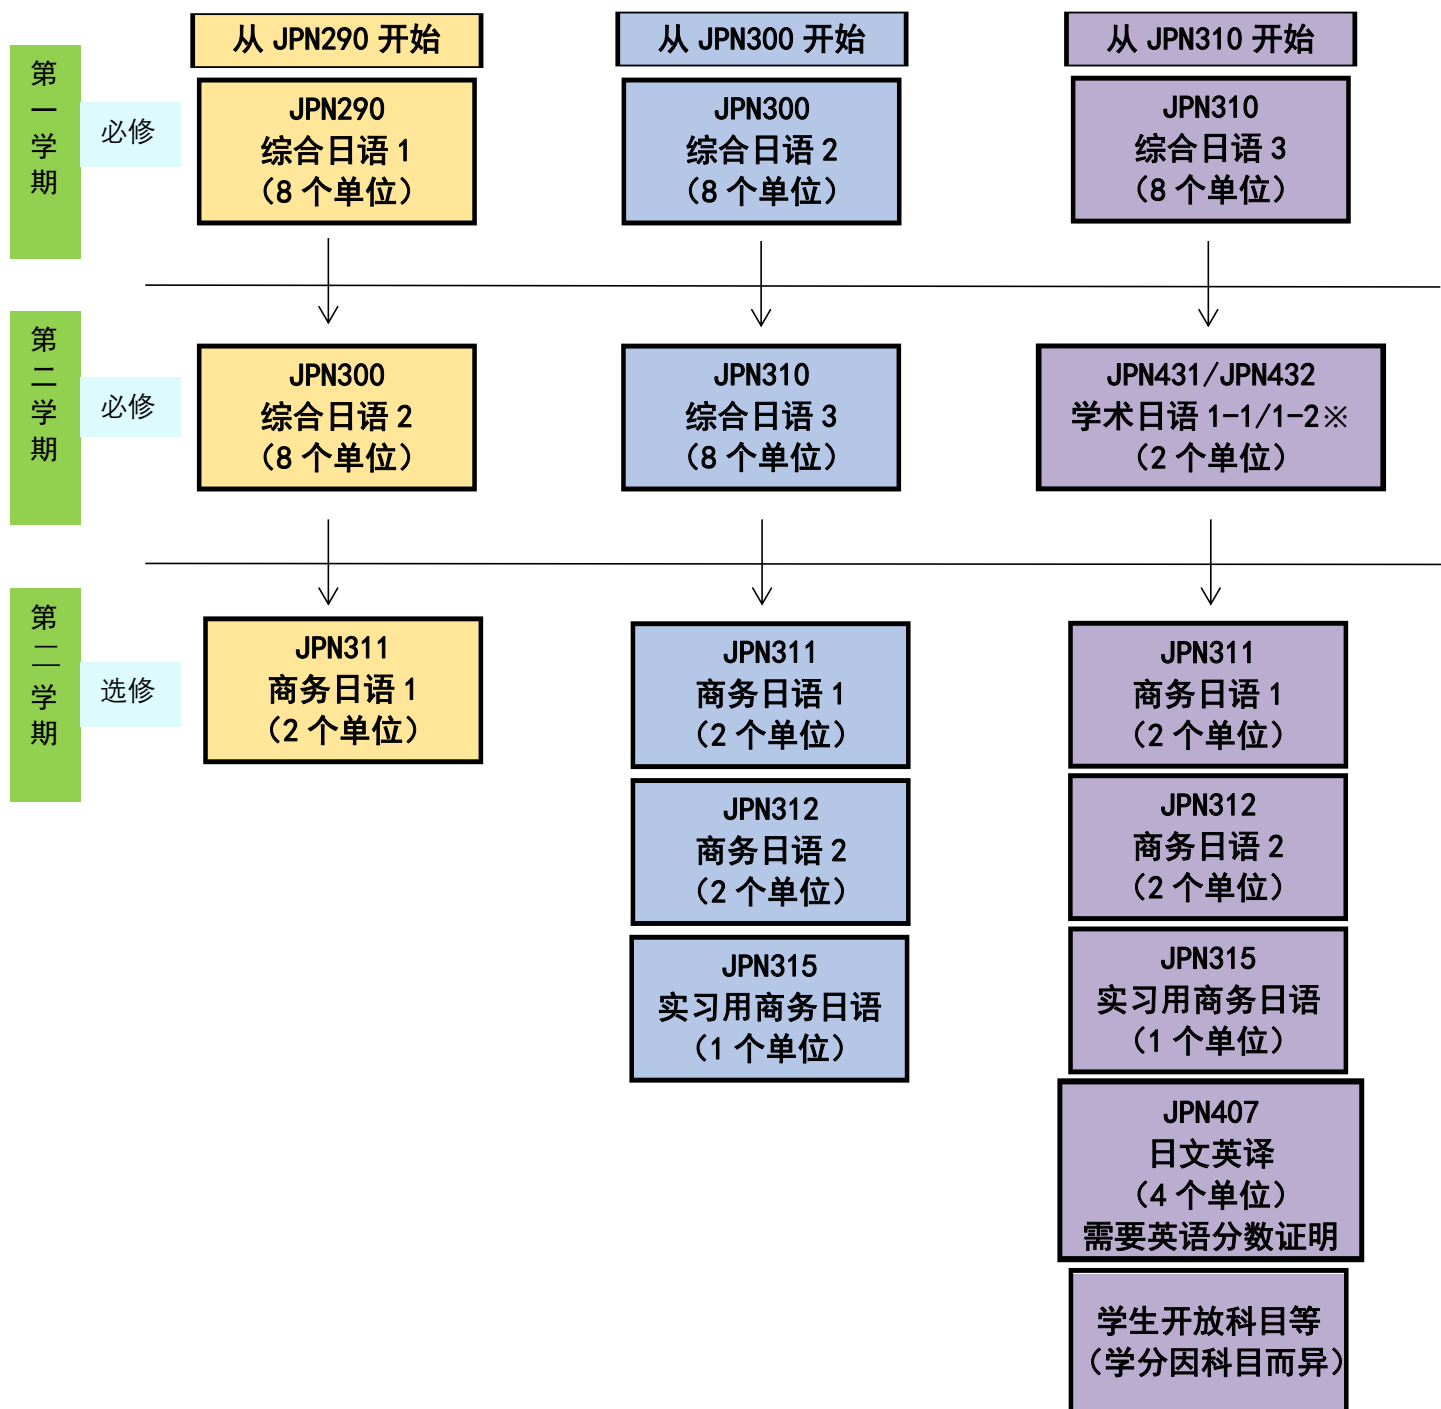 从 JPN290 开始
从 JPN300 开始
从 JPN310 开始
第一学期
必修
JPN290
综合日语 1
（8 个单位）
JPN300
综合日语 2
（8 个单位）
JPN310
综合日语 3
（8 个单位）
第二学期
必修
JPN300
综合日语 2
（8 个单位）
JPN310
综合日语 3
（8 个单位）
JPN431/JPN432
学术日语 1-1/1-2※
（2 个单位）
第二学期
选修
JPN311
商务日语 1
（2 个单位）
JPN311
商务日语 1
（2 个单位）
JPN312
商务日语 2
（2 个单位）
JPN315
实习用商务日语
（1 个单位）
JPN311
商务日语 1
（2 个单位）
JPN312
商务日语 2
（2 个单位）
JPN315
实习用商务日语
（1 个单位）
JPN407
日文英译
（4 个单位）
需要英语分数证明
学生开放科目等
（学分因科目而异）